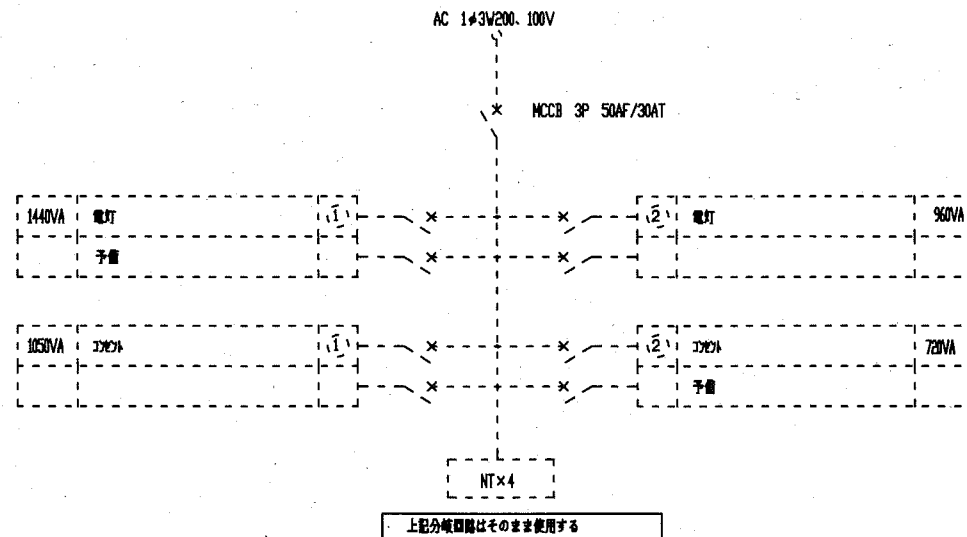 AC 1φ3W200、100V
MCCB 3P 50AF/30AT
1440VA 電灯 1 2 電灯 960VA
予備
1050VA コンセント 1 2 コンセント 720VA
予備
NT×4
上記分岐回路はそのまま使用する